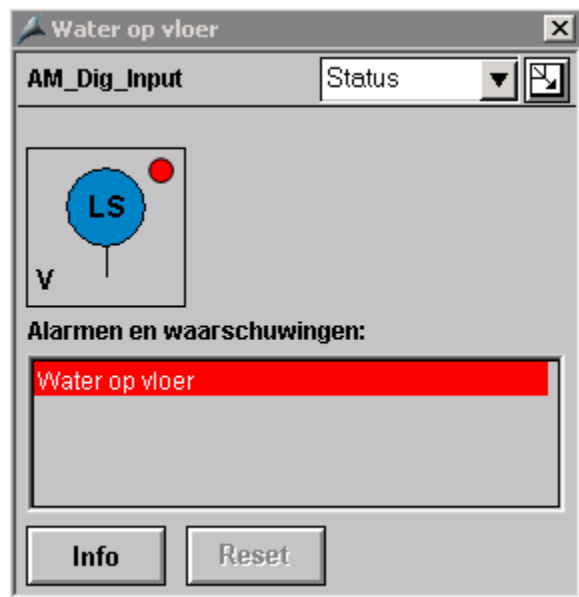 Water op vloer
AM_Dig_Input
Status
LS
V
Alarmen en waarschuwingen:
Water op vloer
Info
Reset